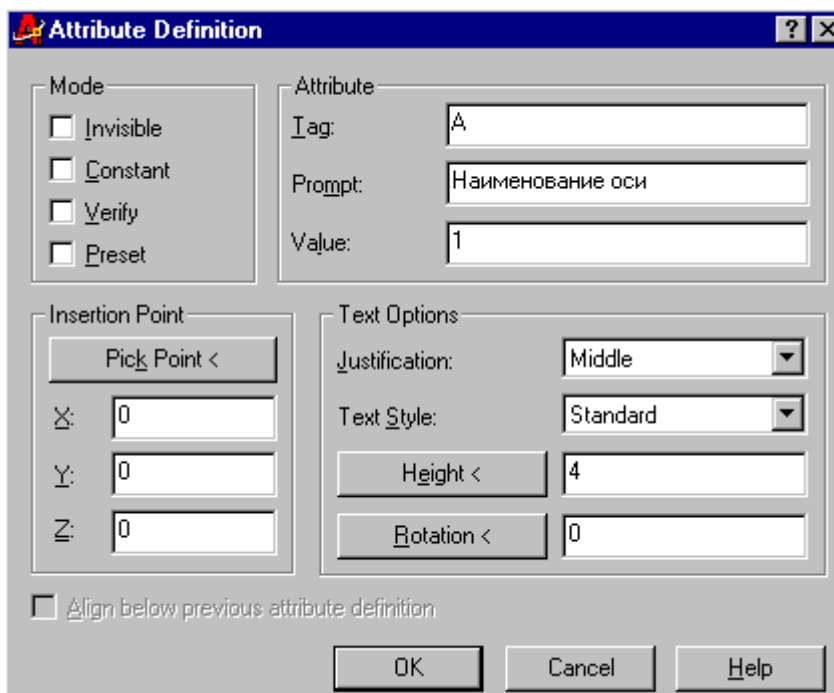 Attribute Definition
Mode
Invisible
Constant
Verify
Preset
Attribute
Tag: A
Prompt: Наименование оси
Value: 1
Insertion Point
Pick Point <
X: 0
Y: 0
Z: 0
Text Options
Justification: Middle
Text Style: Standard
Height < 4
Rotation < 0
Align below previous attribute definition
OK Cancel Help